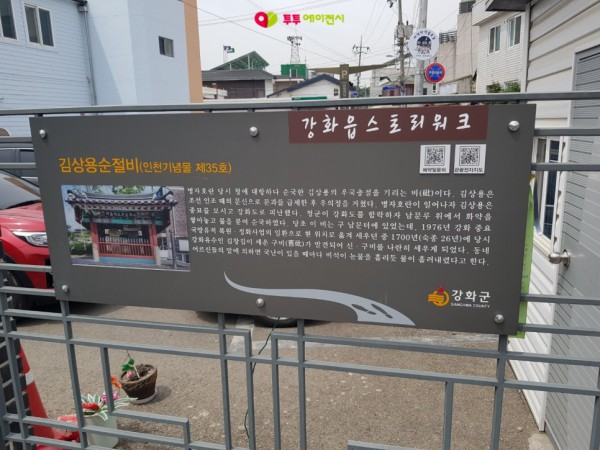 투투 에이전시
강화읍스토리워크
김상용순절비(인천기념물 제35호)
병자호란 당시 청에 대항하다 순국한 김상용의 우국충절을 기리는 비(碑)이다. 김상용은
조선 인조 때의 문신으로 문과를 급제한 후 우의정을 지냈다. 병자호란이 일어나자 김상용은
종묘를 모시고 강화도로 피난했다. 청군이 강화도를 함락하자 남문루 위에서 화약을
쌓아놓고 불을 붙여 순국하였다. 당초 이 비는 구 남문터에 있었는데, 1976년 강화 중요
국방유적 복원·정화사업의 일환으로 현 위치로 옮겨 세우던 중 1700년(숙종 26년)에 당시
강화유수인 김창집이 세운 구비(舊碑)가 발견되어 신·구비를 나란히 세우게 되었다. 동네
어르신들의 말에 의하면 국난이 있을 때마다 비석이 눈물을 흘리듯 물이 흘러내렸다고 한다.
강화군
GANGHWA COUNTY